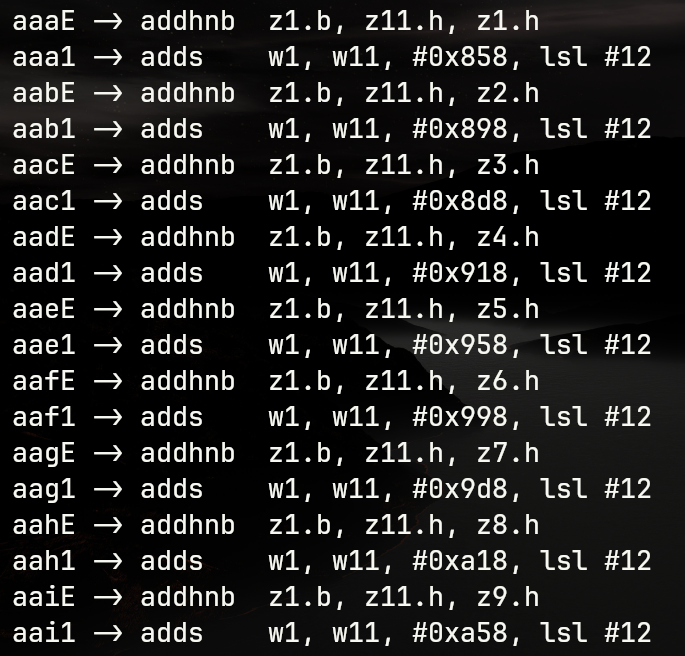 aaaE → addhnb  z1.b, z11.h, z1.h
aaa1 → adds    w1, w11, #0x858, lsl #12
aabE → addhnb  z1.b, z11.h, z2.h
aab1 → adds    w1, w11, #0x898, lsl #12
aacE → addhnb  z1.b, z11.h, z3.h
aac1 → adds    w1, w11, #0x8d8, lsl #12
aadE → addhnb  z1.b, z11.h, z4.h
aad1 → adds    w1, w11, #0x918, lsl #12
aaeE → addhnb  z1.b, z11.h, z5.h
aae1 → adds    w1, w11, #0x958, lsl #12
aafE → addhnb  z1.b, z11.h, z6.h
aaf1 → adds    w1, w11, #0x998, lsl #12
aagE → addhnb  z1.b, z11.h, z7.h
aag1 → adds    w1, w11, #0x9d8, lsl #12
aahE → addhnb  z1.b, z11.h, z8.h
aah1 → adds    w1, w11, #0xa18, lsl #12
aaiE → addhnb  z1.b, z11.h, z9.h
aai1 → adds    w1, w11, #0xa58, lsl #12